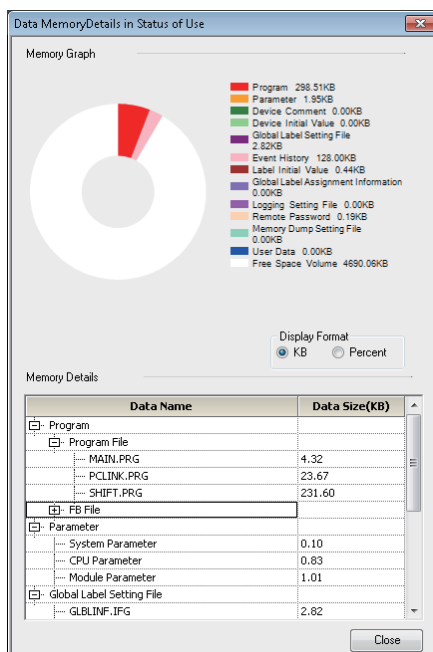 Data MemoryDetails in Status of Use
Memory Graph
Program 298.51KB
Parameter 1.95KB
Device Comment 0.00KB
Device Initial Value 0.00KB
Global Label Setting File
2.82KB
Event History 128.00KB
Label Initial Value 0.44KB
Global Label Assignment Information
0.00KB
Logging Setting File 0.00KB
Remote Password 0.19KB
Memory Dump Setting File
0.00KB
User Data 0.00KB
Free Space Volume 4690.06KB
Display Format
KB Percent
Memory Details
Data Name Data Size(KB)
Program
Program File
MAIN.PRG 4.32
PCLINK.PRG 23.67
SHIFT.PRG 231.60
FB File
Parameter
System Parameter 0.10
CPU Parameter 0.83
Module Parameter 1.01
Global Label Setting File
GLBLINF.IFG 2.82
Close